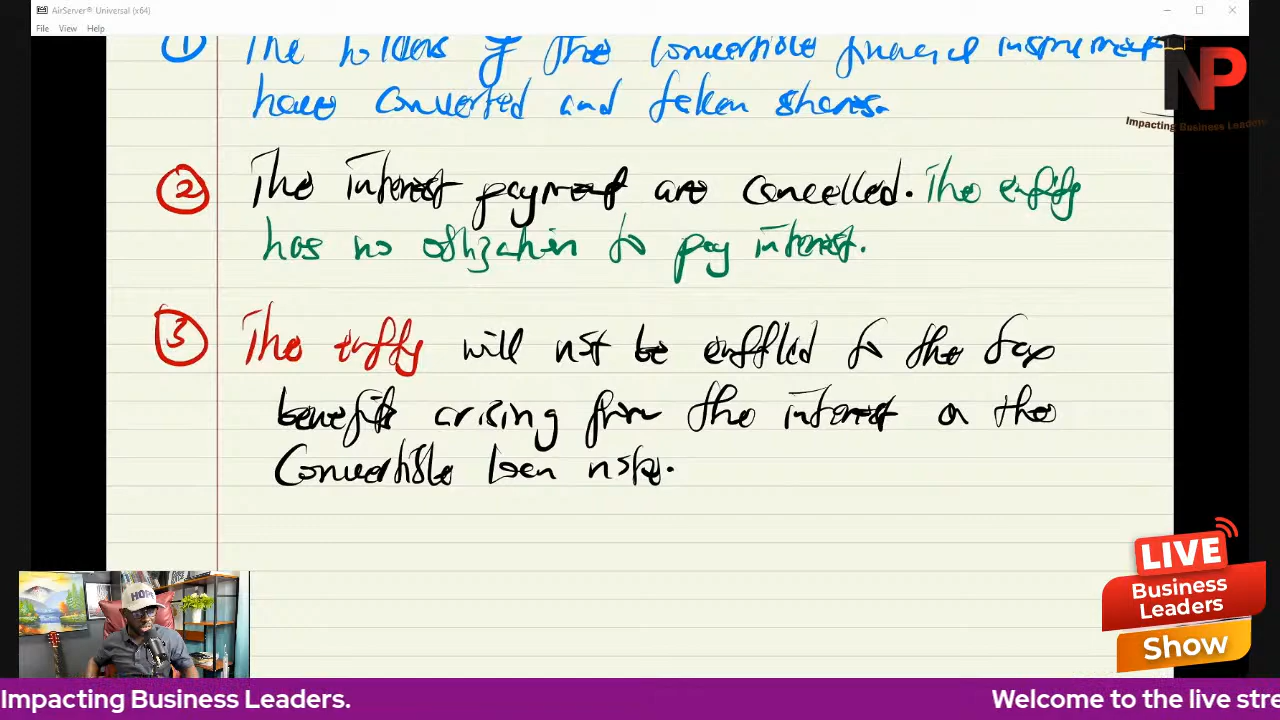 AirServer® Universal (x64)
File View Help
① The holders of the Convertible financial instrument
have converted and taken shares.
② The Interest payment are cancelled. The entity
has no obligation to pay interest.
③ The entity will not be entitled to the tax
benefits arising from the interest on the
Convertible loan note.
NP
Impacting Business Leaders
HOPE
LIVE
Business
Leaders
Show
Impacting Business Leaders. Welcome to the live stre